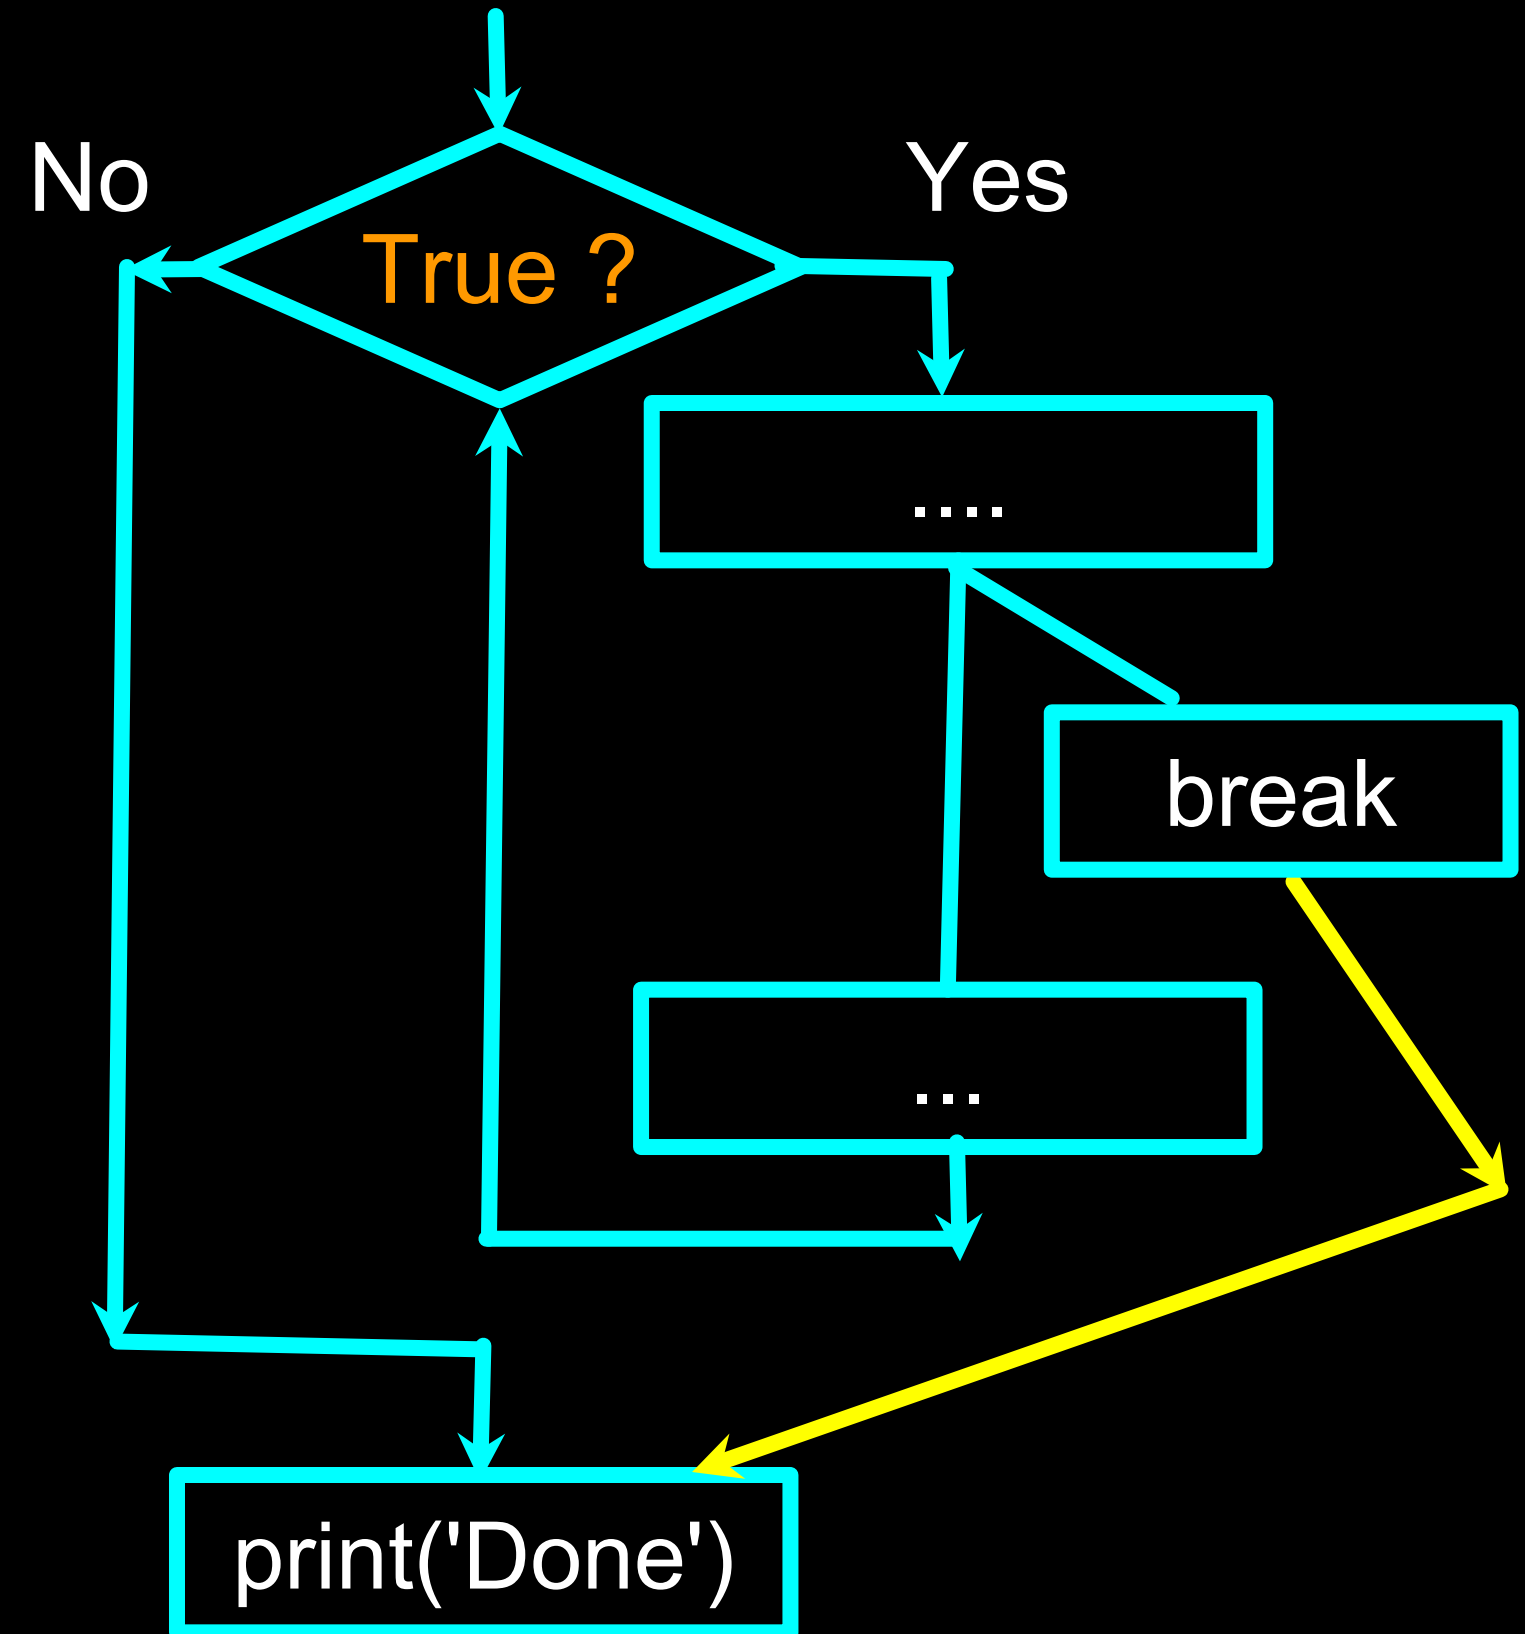 No
Yes
True ?
....
break
...
print('Done')